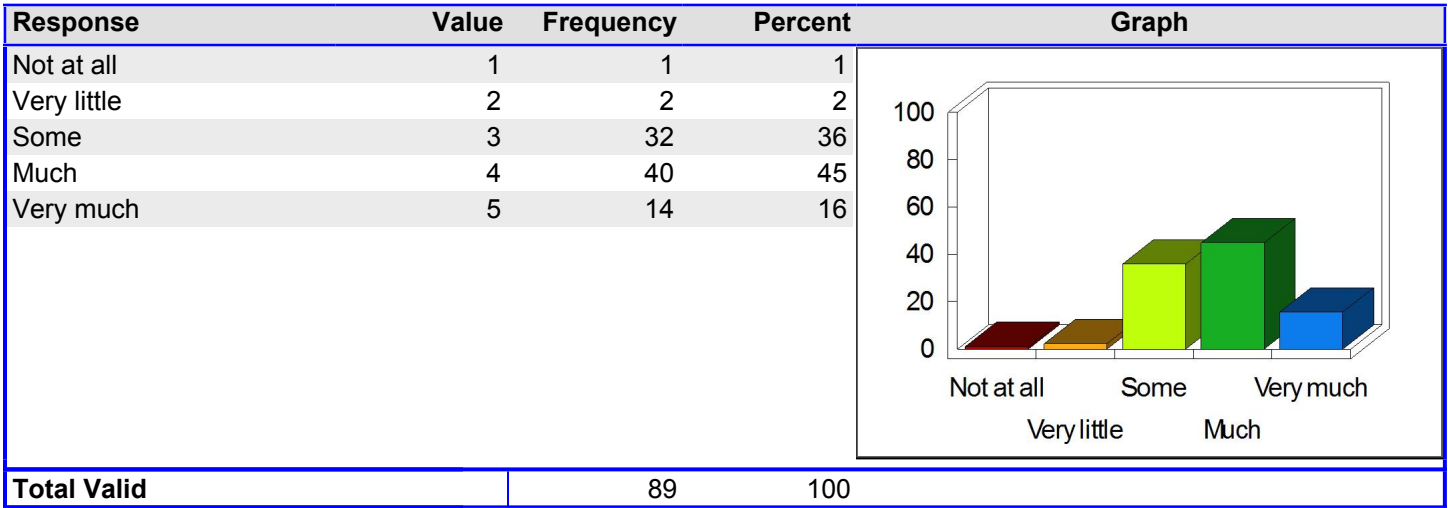 Response Value Frequency Percent Graph
Not at all 1 1 1
Very little 2 2 2
Some 3 32 36
Much 4 40 45
Very much 5 14 16
100
80
60
40
20
0
Not at all Some Very much
Very little Much
Total Valid 89 100